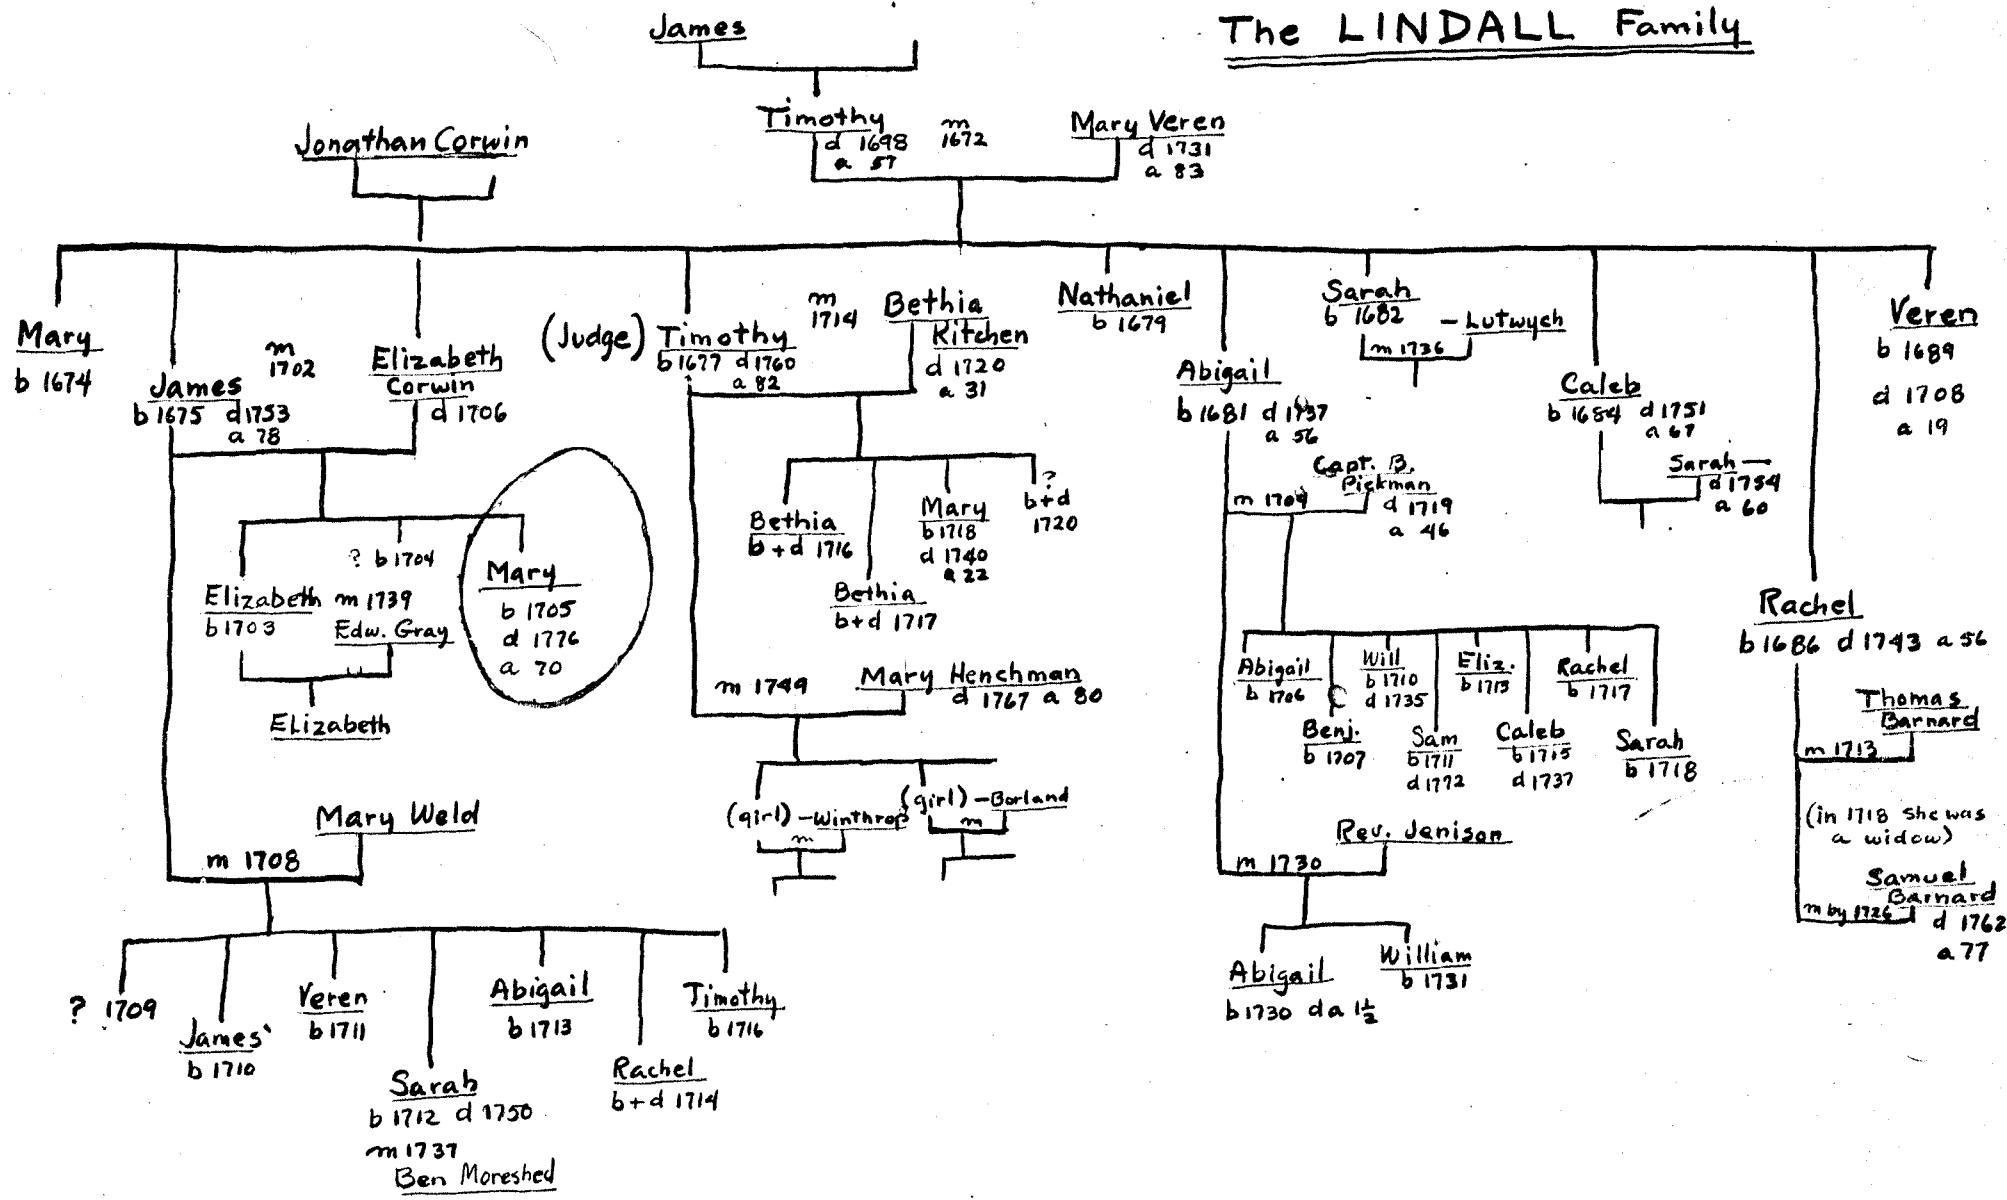 The LINDALL Family
James
Timothy
d 1698
a 57
m
1672
Mary Veren
d 1731
a 83
Jonathan Corwin
Mary
b 1674
James
b 1675 d 1753
a 78
m
1702
Elizabeth
Corwin
d 1706
(Judge) Timothy
b 1677 d 1760
a 82
m
1714
Bethia
Kitchen
d 1720
a 31
Nathaniel
b 1679
Abigail
b 1681 d 1737
a 56
Sarah
b 1682
- Lutwych
m 1736
Caleb
b 1684 d 1751
a 67
Sarah —
d 1754
a 60
Veren
b 1689
d 1708
a 19
Elizabeth
b 1703
m 1739
Edw. Gray
? b 1704
Mary
b 1705
d 1776
a 70
Elizabeth
Bethia
b + d 1716
Bethia
b+d 1717
Mary
b 1718
d 1740
a 22
?
b+d
1720
Capt. B.
Pickman
d 1719
a 46
m 1704
Rachel
b 1686 d 1743 a 56
m 1749
Mary Henchman
d 1767 a 80
Abigail
b 1706
Benj.
b 1707
Will
b 1710
d 1735
Sam
b 1711
d 1772
Eliz.
b 1713
Caleb
b 1715
d 1737
Rachel
b 1717
Sarah
b 1718
Thomas
Barnard
m 1713
(in 1718 she was
a widow)
Samuel
Barnard
m by 1726
d 1762
a 77
(girl) - Winthrop
m
(girl) - Borland
m
Mary Weld
m 1708
Rev. Jenison
m 1730
Abigail
b 1730 d a 1½
William
b 1731
? 1709
James
b 1710
Veren
b 1711
Sarah
b 1712 d 1750
m 1737
Ben Moreshed
Abigail
b 1713
Rachel
b+d 1714
Timothy
b 1716